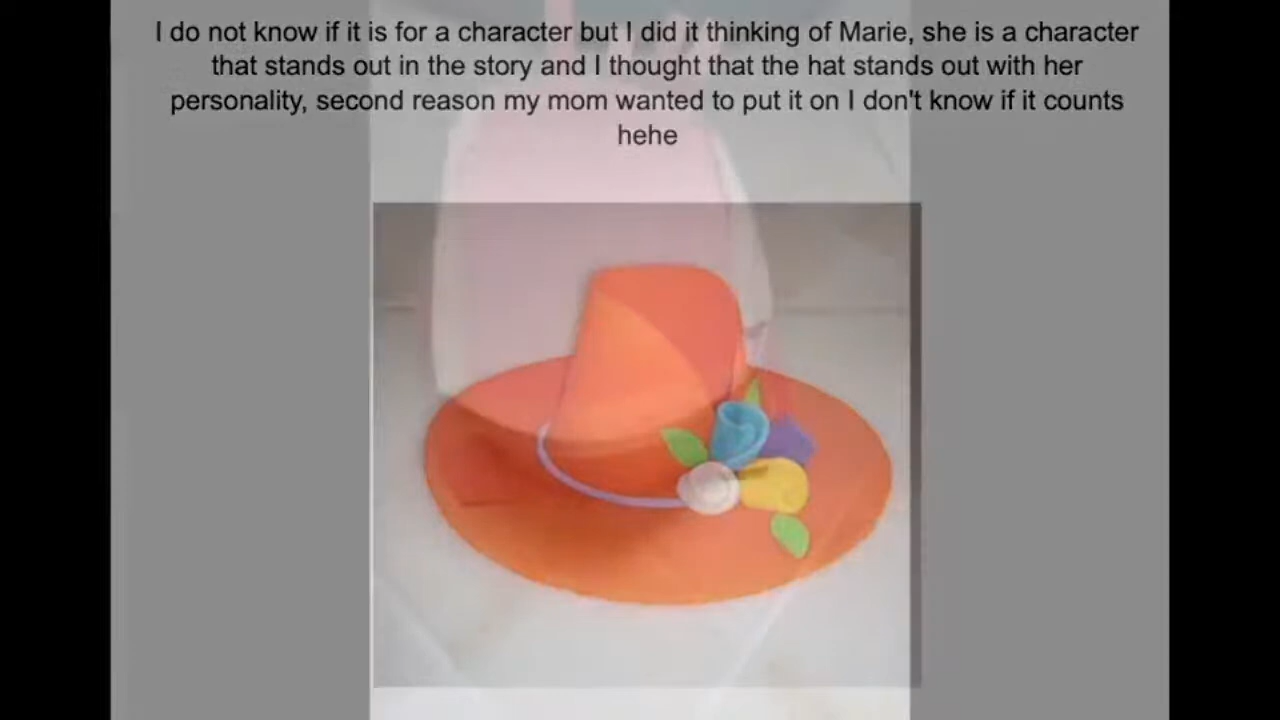 I do not know if it is for a character but I did it thinking of Marie, she is a character
that stands out in the story and I thought that the hat stands out with her
personality, second reason my mom wanted to put it on I don't know if it counts
hehe